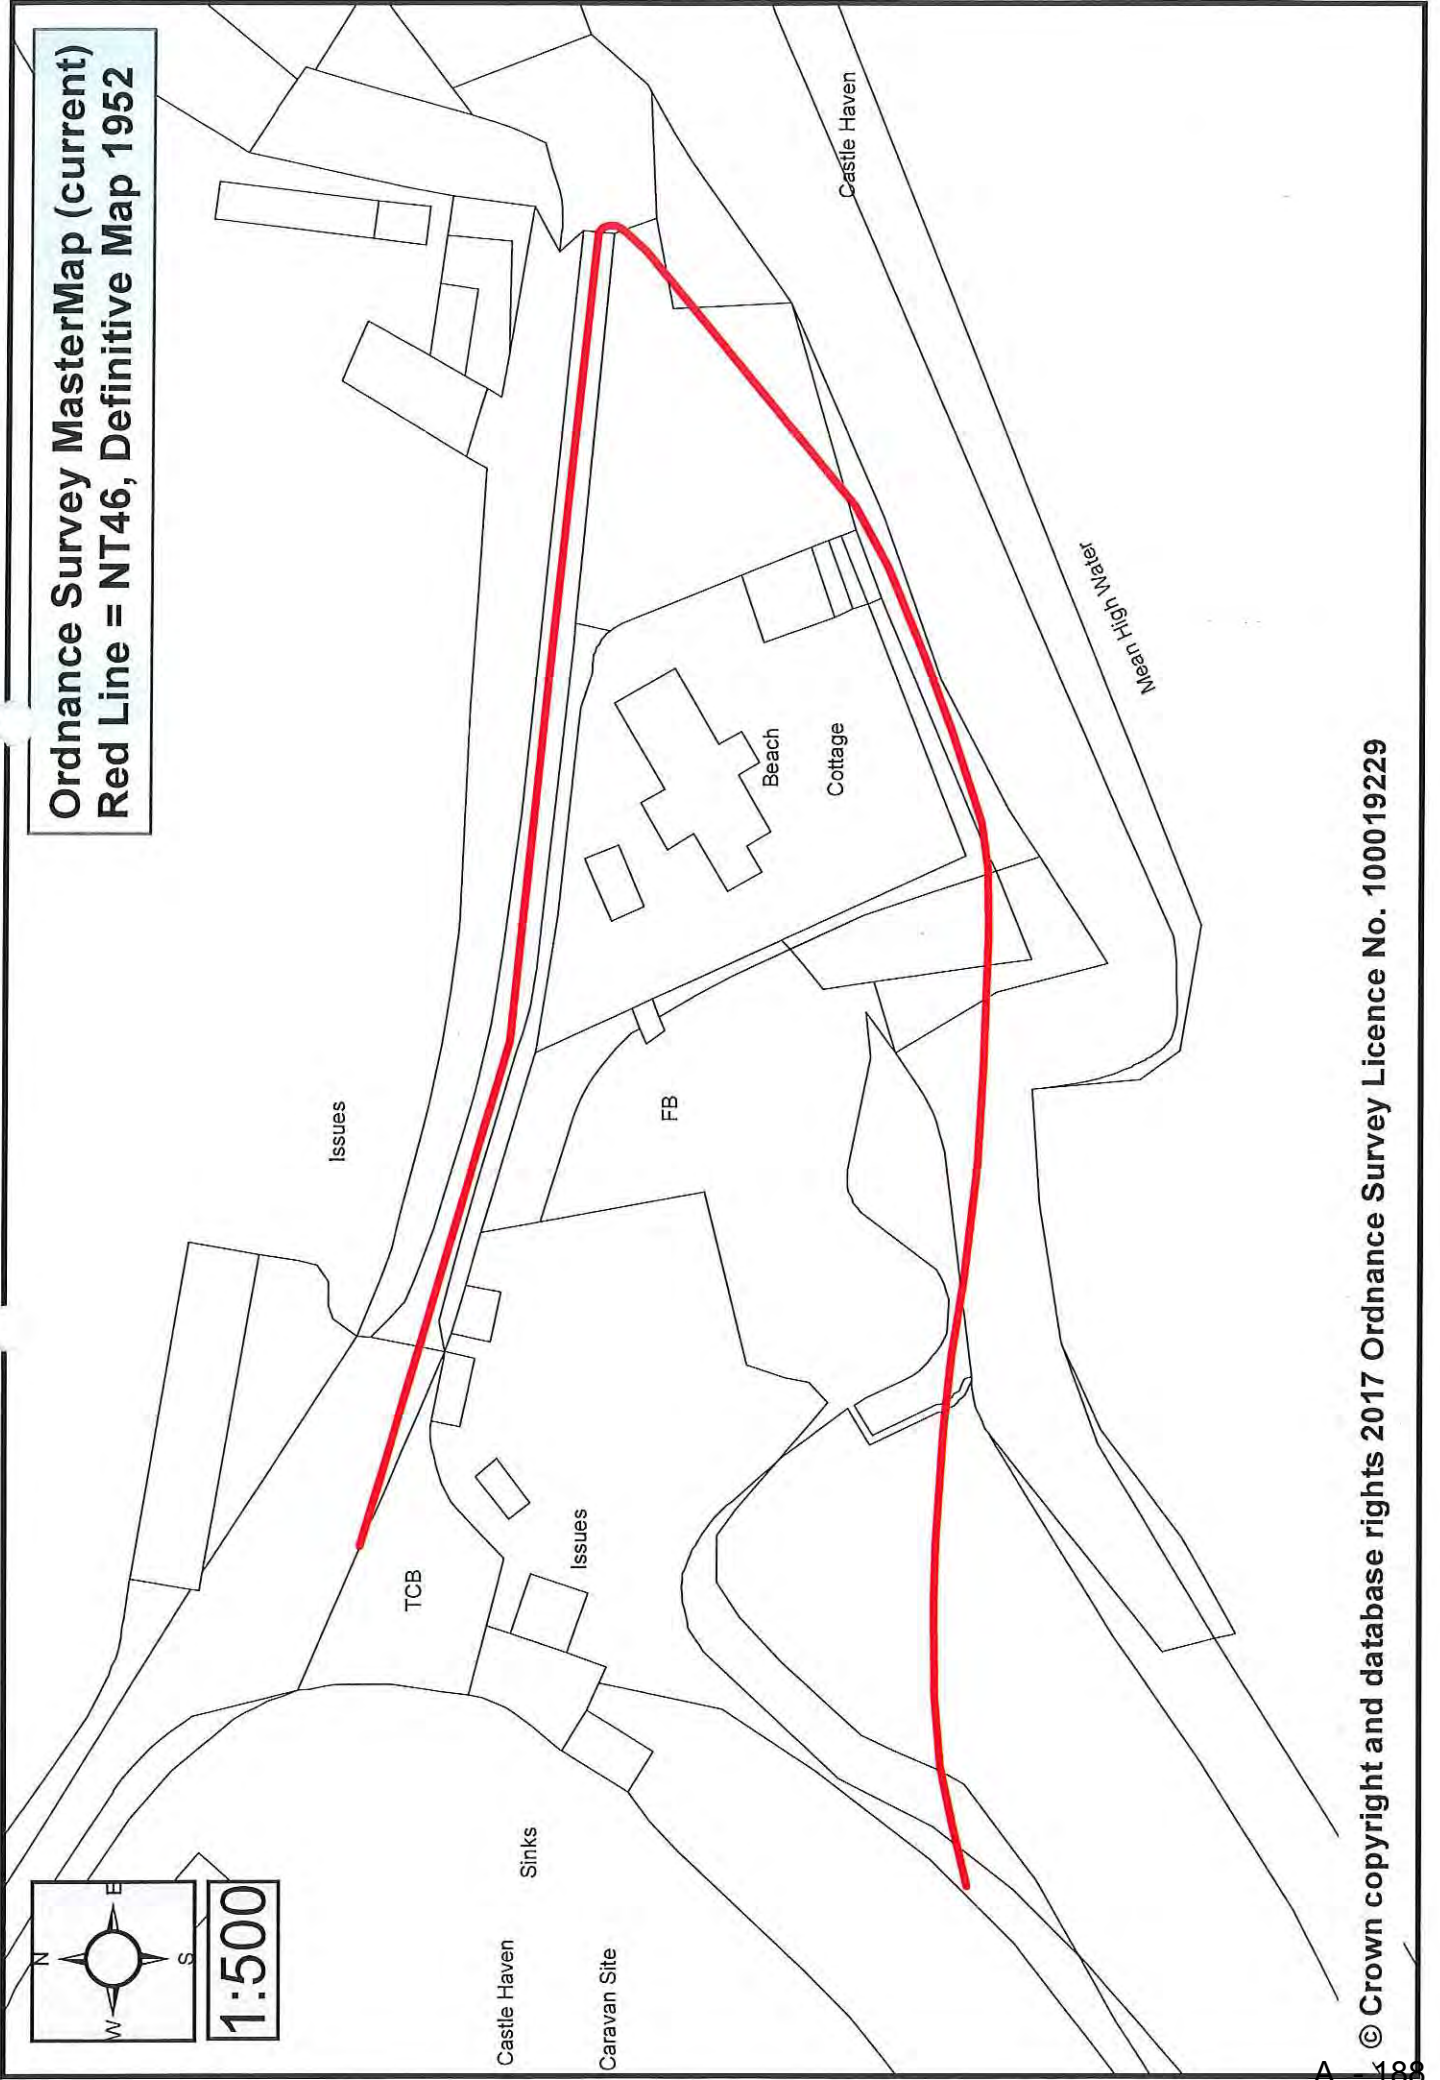 Ordnance Survey MasterMap (current)
Red Line = NT46, Definitive Map 1952
Castle Haven
Mean High Water
Beach
Cottage
Issues
FB
TCB
Issues
Sinks
Castle Haven
Caravan Site
N
E
S
W
1:500
© Crown copyright and database rights 2017 Ordnance Survey Licence No. 100019229
A - 188